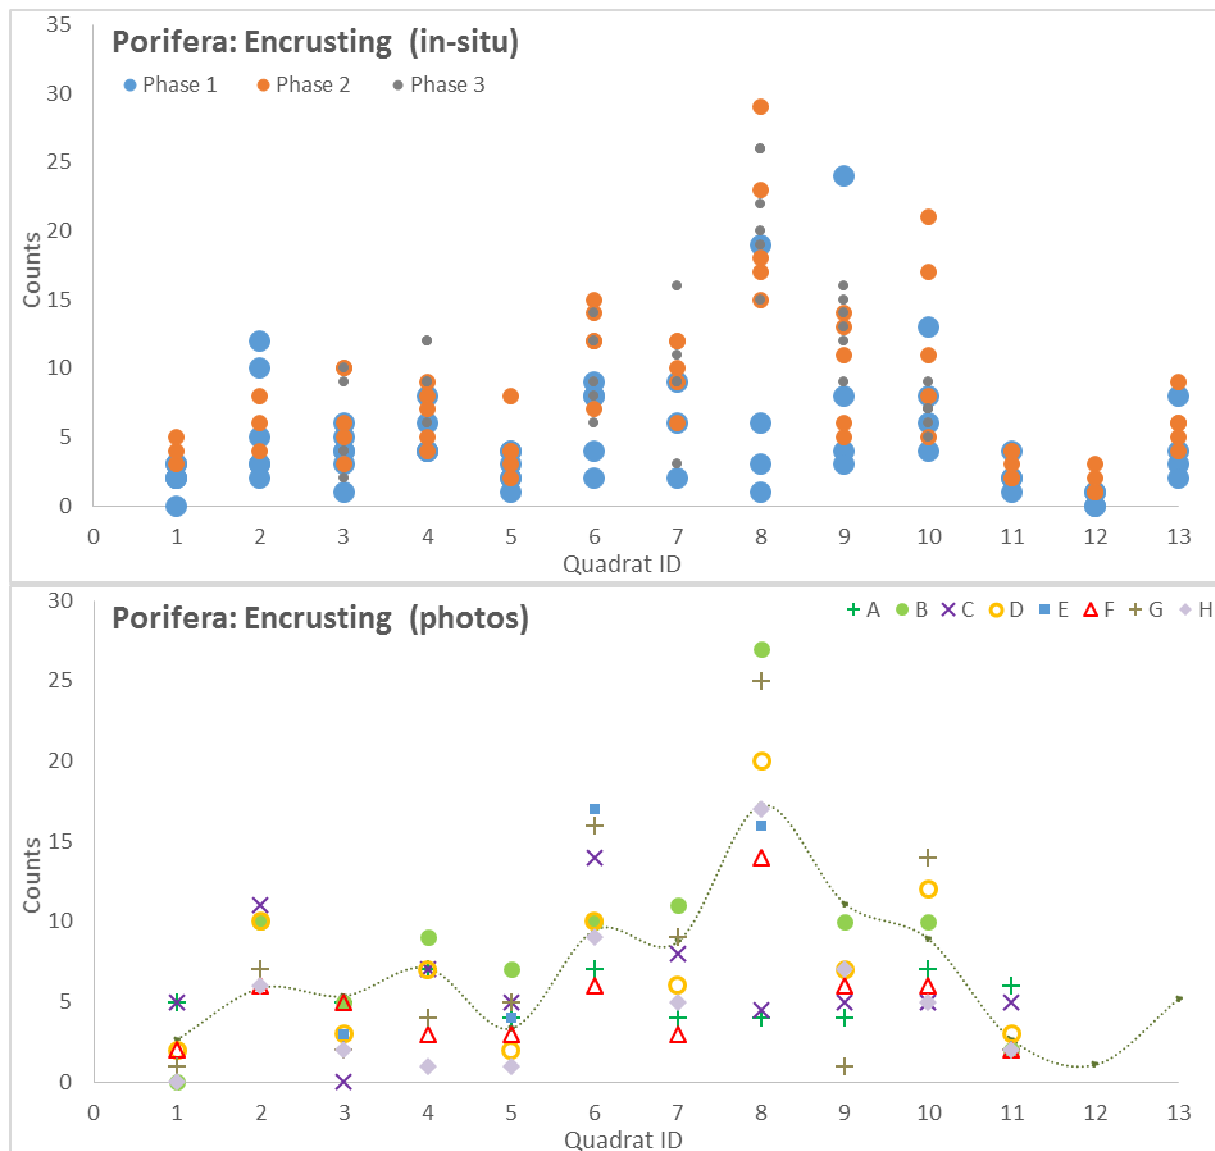 Porifera: Encrusting (in-situ)
Phase 1 Phase 2 Phase 3
35
30
25
20
15
10
5
0
Counts
0 1 2 3 4 5 6 7 8 9 10 11 12 13
Quadrat ID
Porifera: Encrusting (photos)
A B C D E F G H
30
25
20
15
10
5
0
Counts
0 1 2 3 4 5 6 7 8 9 10 11 12 13
Quadrat ID